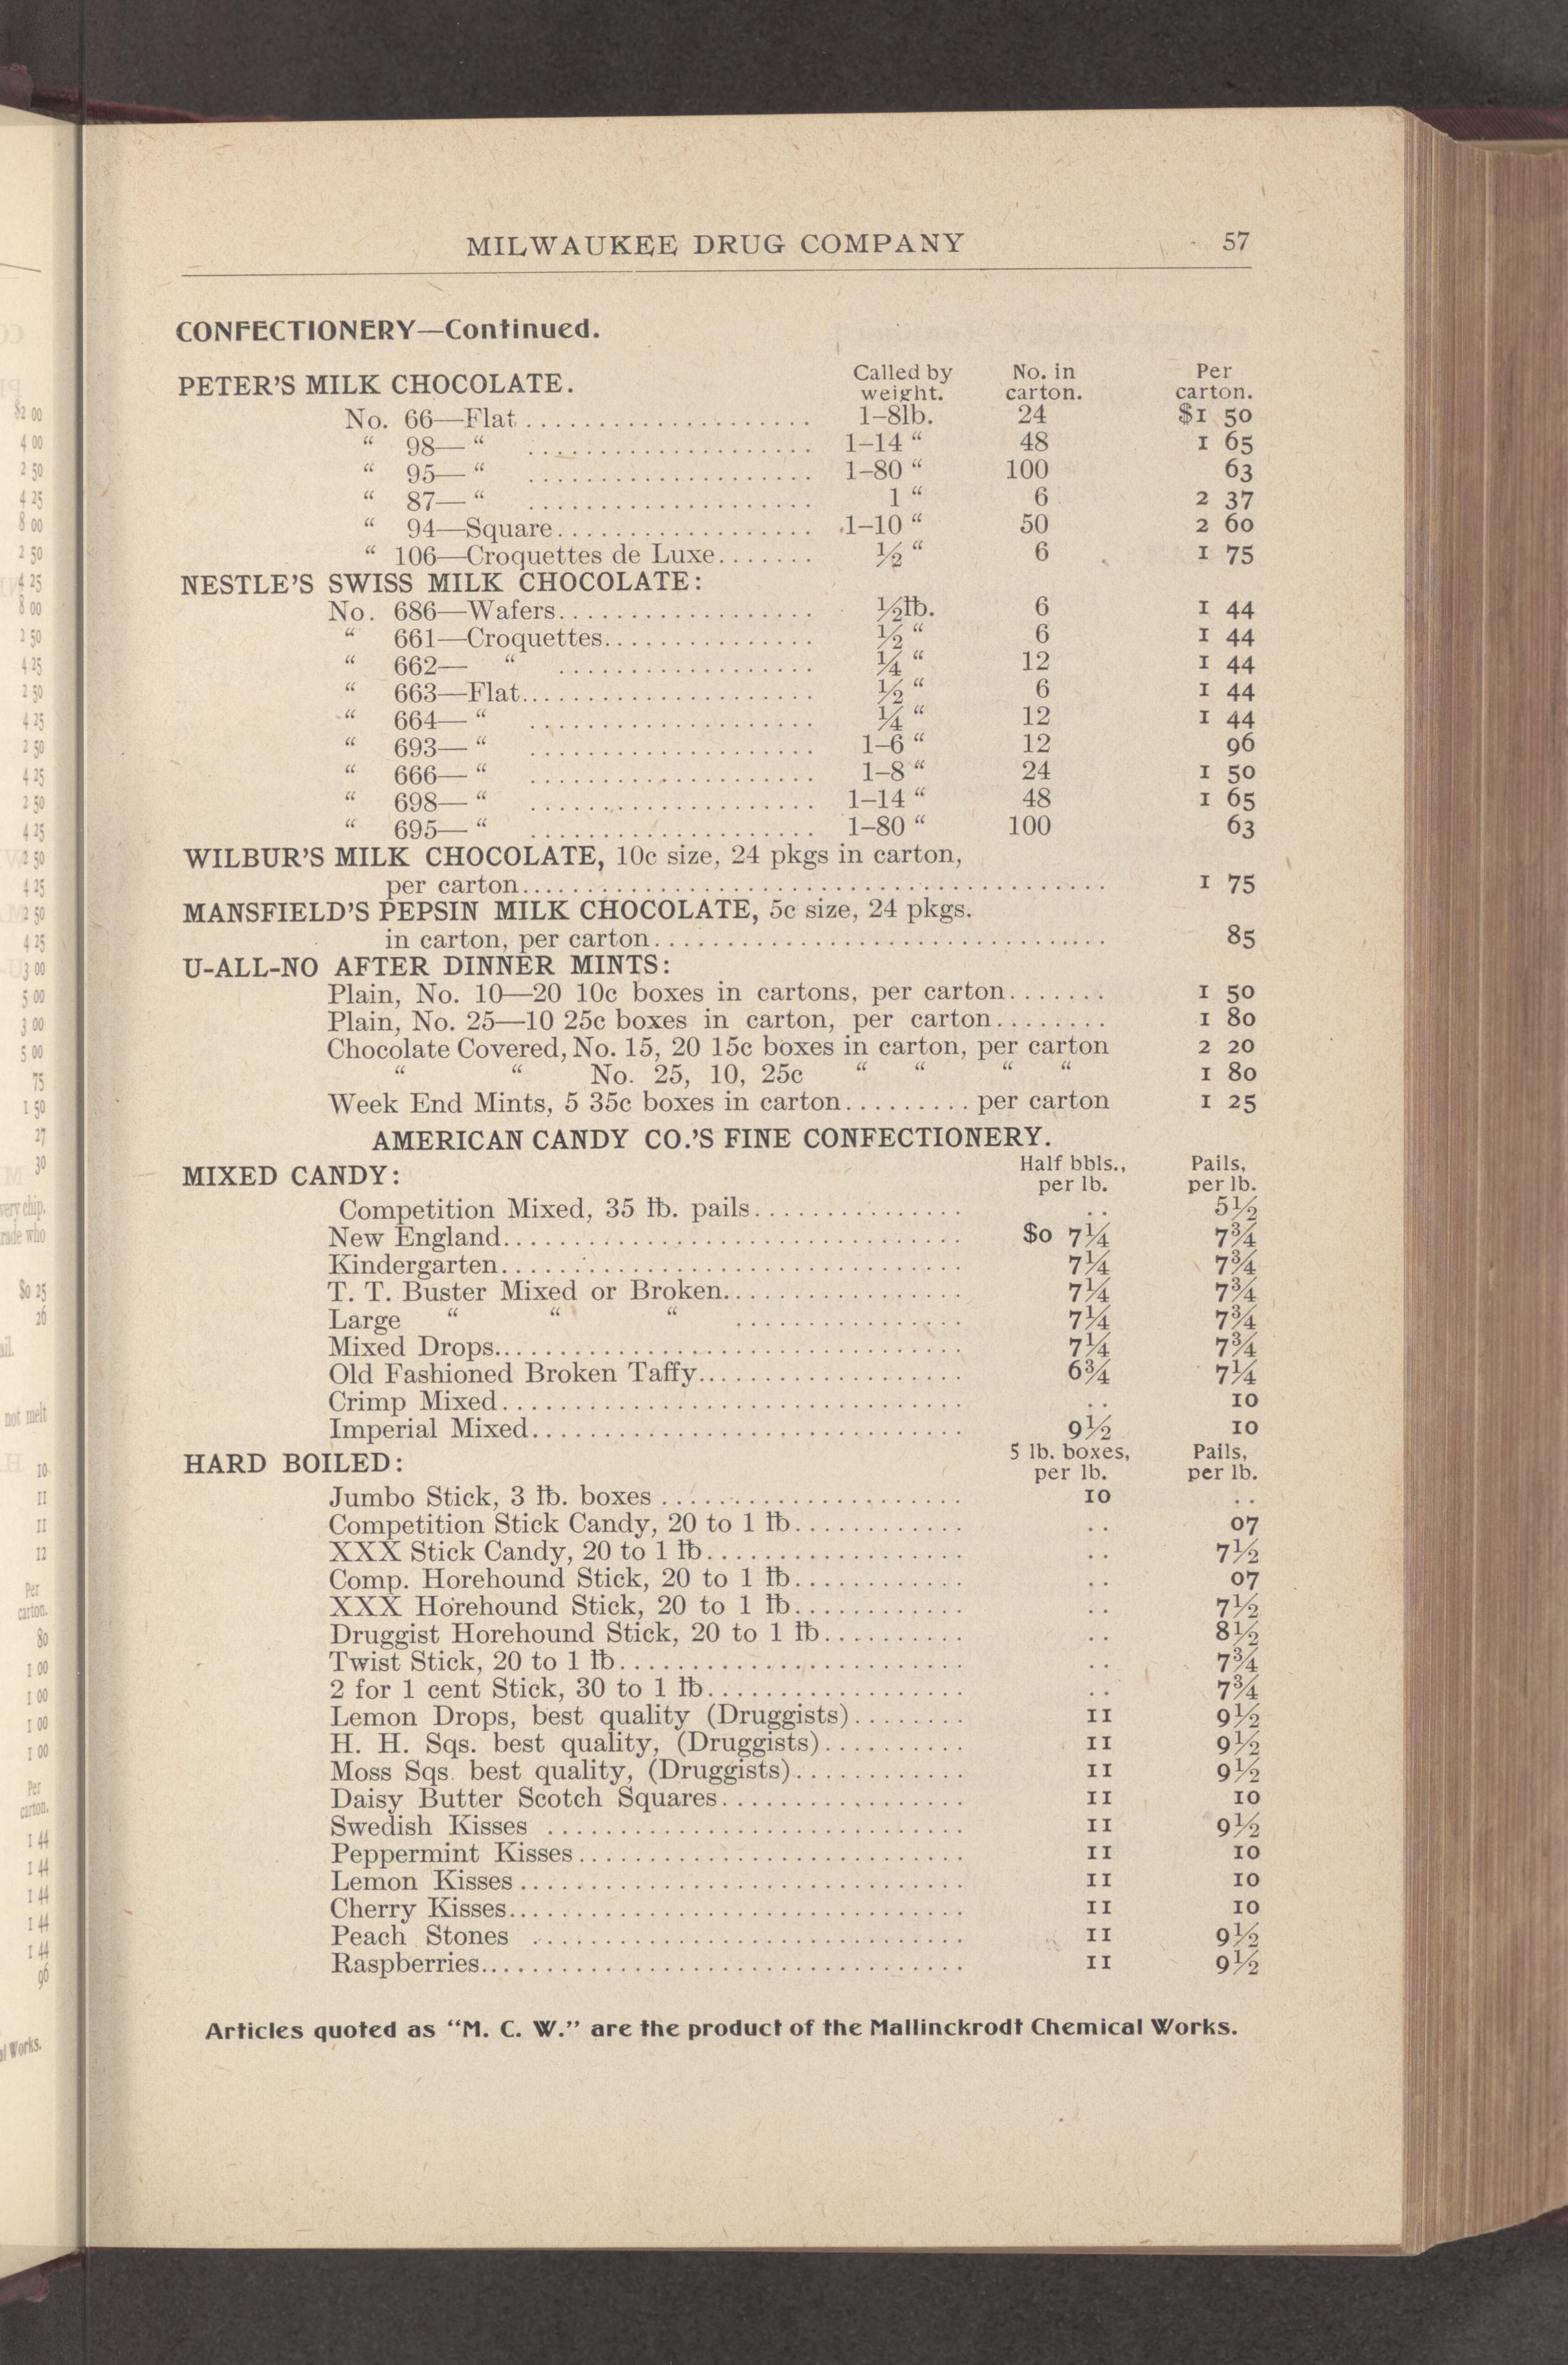 MILWAUKEE DRUG COMPANY 57
CONFECTIONERY—Continued.
PETER'S MILK CHOCOLATE. Called by weight. No. in carton. Per carton.
No. 66—Flat.................... 1–8 lb. 24 $1 50
“ 98— “ .................... 1–14 “ 48 1 65
“ 95— “ .................... 1–80 “ 100 63
“ 87— “ .................... 1 “ 6 2 37
“ 94—Square.................. 1–10 “ 50 2 60
“ 106—Croquettes de Luxe....... ½ “ 6 1 75
NESTLE'S SWISS MILK CHOCOLATE:
No. 686—Wafers.................. ½ lb. 6 1 44
“ 661—Croquettes............... ½ “ 6 1 44
“ 662— “ .................. ¼ “ 12 1 44
“ 663—Flat.................... ½ “ 6 1 44
“ 664— “ .................... ¼ “ 12 1 44
“ 693— “ .................... 1–6 “ 12 96
“ 666— “ .................... 1–8 “ 24 1 50
“ 698— “ .................... 1–14 “ 48 1 65
“ 695— “ .................... 1–80 “ 100 63
WILBUR'S MILK CHOCOLATE, 10c size, 24 pkgs in carton,
per carton........................................ 1 75
MANSFIELD'S PEPSIN MILK CHOCOLATE, 5c size, 24 pkgs.
in carton, per carton............................... 85
U-ALL-NO AFTER DINNER MINTS:
Plain, No. 10—20 10c boxes in cartons, per carton....... 1 50
Plain, No. 25—10 25c boxes in carton, per carton........ 1 80
Chocolate Covered, No. 15, 20 15c boxes in carton, per carton 2 20
“ “ No. 25, 10, 25c “ “ “ “ 1 80
Week End Mints, 5 35c boxes in carton......... per carton 1 25
AMERICAN CANDY CO.'S FINE CONFECTIONERY.
MIXED CANDY: Half bbls., per lb. Pails, per lb.
Competition Mixed, 35 lb. pails............... .. 5½
New England................................ $0 7¼ 7¾
Kindergarten................................ 7¼ 7¾
T. T. Buster Mixed or Broken................. 7¼ 7¾
Large “ “ “ ................ 7¼ 7¾
Mixed Drops................................ 7¼ 7¾
Old Fashioned Broken Taffy.................. 6¾ 7¼
Crimp Mixed................................ .. 10
Imperial Mixed.............................. 9½ 10
HARD BOILED: 5 lb. boxes, per lb. Pails, per lb.
Jumbo Stick, 3 lb. boxes ..................... 10 ..
Competition Stick Candy, 20 to 1 lb............ .. 07
XXX Stick Candy, 20 to 1 lb.................. .. 7½
Comp. Horehound Stick, 20 to 1 lb............ .. 07
XXX Horehound Stick, 20 to 1 lb............ .. 7½
Druggist Horehound Stick, 20 to 1 lb.......... .. 8½
Twist Stick, 20 to 1 lb........................ .. 7¾
2 for 1 cent Stick, 30 to 1 lb.................. .. 7¾
Lemon Drops, best quality (Druggists)........ 11 9½
H. H. Sqs. best quality, (Druggists).......... 11 9½
Moss Sqs. best quality, (Druggists)............ 11 9½
Daisy Butter Scotch Squares................. 11 10
Swedish Kisses ............................. 11 9½
Peppermint Kisses........................... 11 10
Lemon Kisses............................... 11 10
Cherry Kisses............................... 11 10
Peach Stones .............................. 11 9½
Raspberries................................. 11 9½
Articles quoted as “M. C. W.” are the product of the Mallinckrodt Chemical Works.